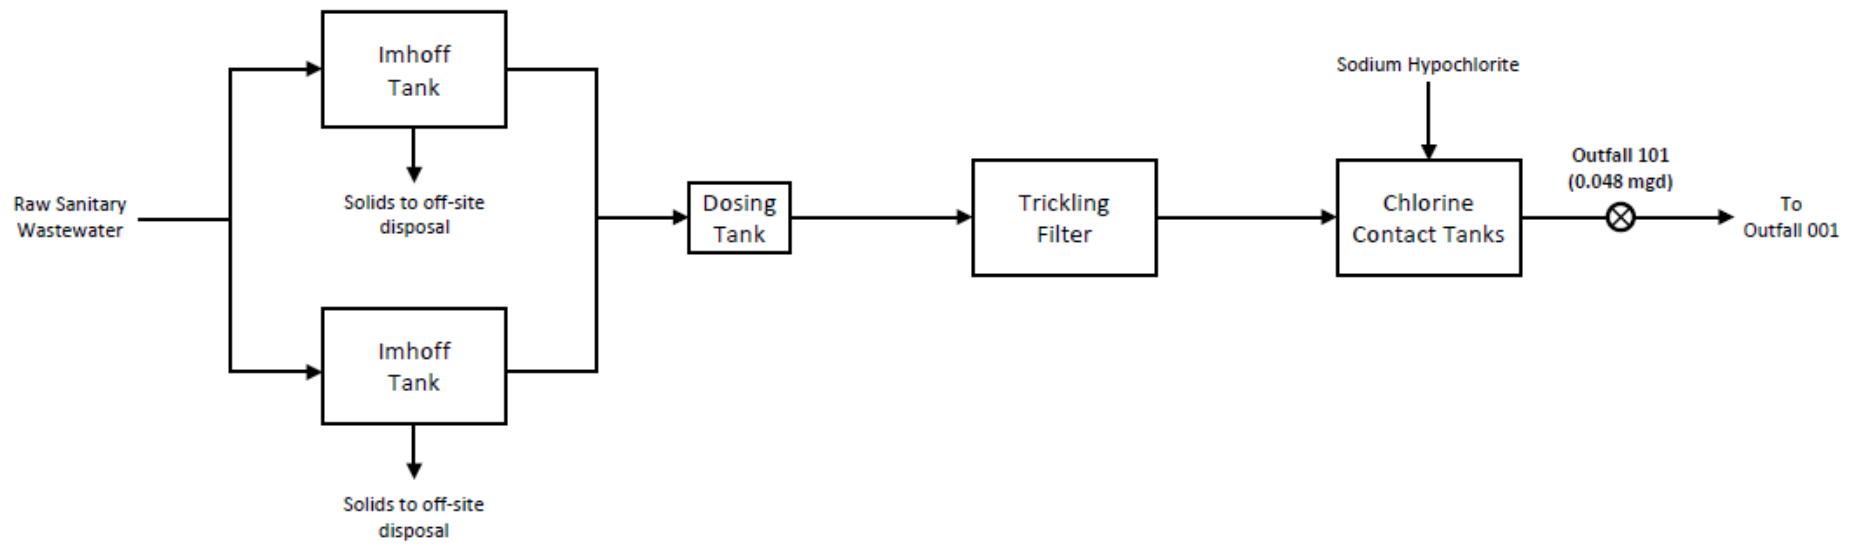 Raw Sanitary
Wastewater
Imhoff
Tank
Solids to off-site
disposal
Imhoff
Tank
Solids to off-site
disposal
Dosing
Tank
Trickling
Filter
Sodium Hypochlorite
Chlorine
Contact Tanks
Outfall 101
(0.048 mgd)
To
Outfall 001